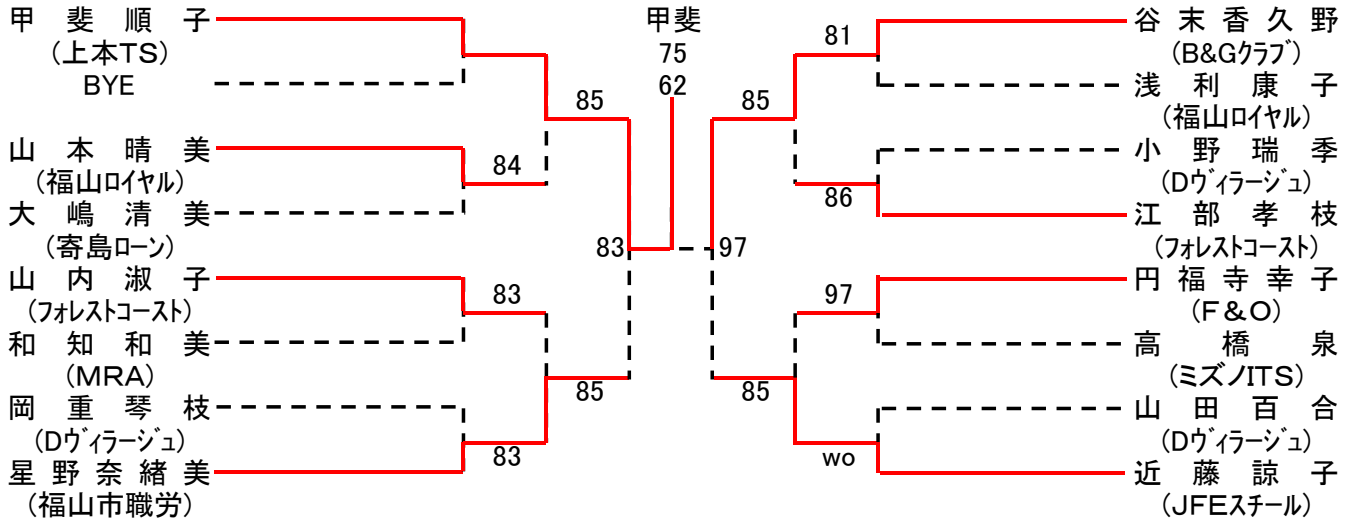 甲斐順子
(上本TS)
BYE
山本晴美
(福山ロイヤル)
大嶋清美
(寄島ローン)
山内淑子
(フォレストコースト)
和知和美
(MRA)
岡重琴枝
(Dヴィラージュ)
星野奈緒美
(福山市職労)
84
83
83
85
85
83
甲斐
75
62
97
85
85
81
86
97
wo
谷末香久野
(B&Gクラブ)
浅利康子
(福山ロイヤル)
小野瑞季
(Dヴィラージュ)
江部孝枝
(フォレストコースト)
円福寺幸子
(F&O)
高橋泉
(ミズノITS)
山田百合
(Dヴィラージュ)
近藤諒子
(JFEスチール)